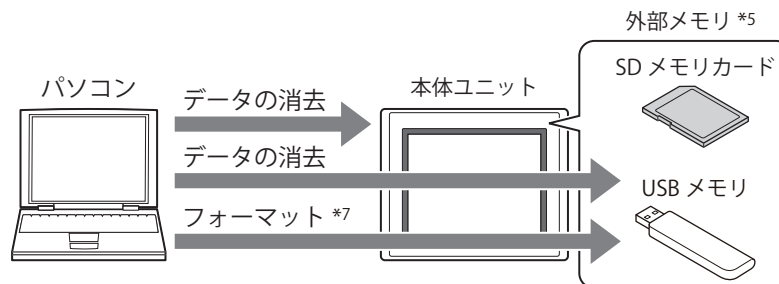 外部メモリ *5
SD メモリカード
パソコン
本体ユニット
データの消去
データの消去
USB メモリ
フォーマット *7